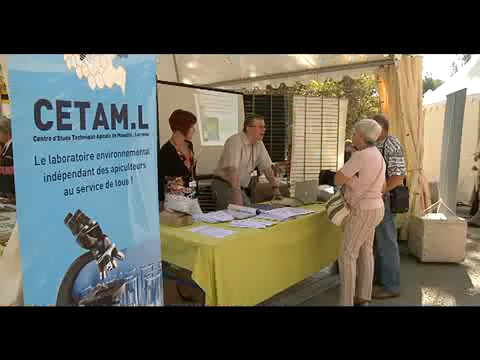 CETAM.L
Centre d'Etude Technique Apicole de Moselle - Lorraine
Le laboratoire environnemental
indépendant des apiculteurs
au service de tous !